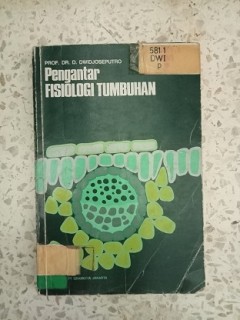 PROF. DR. D. DWIDJOSEPUTRO
Pengantar
FISIOLOGI TUMBUHAN
581.1
DWI
p